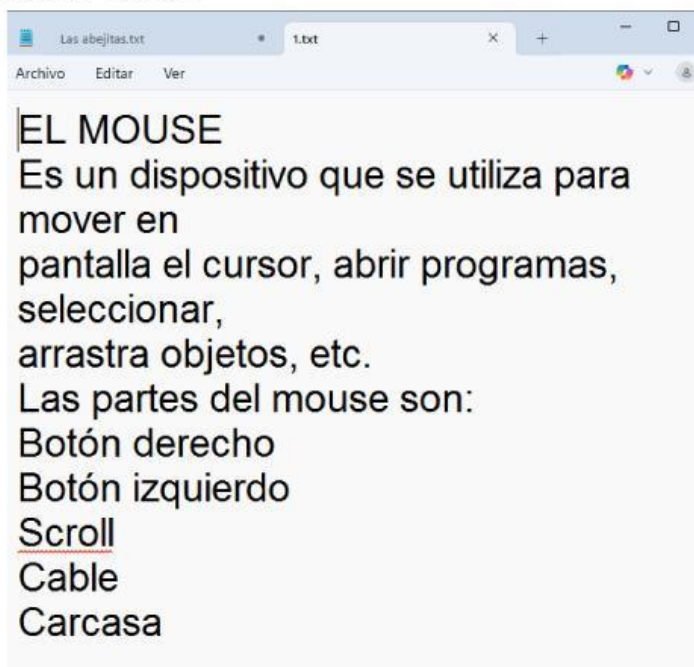 Las abejitas.txt
1.txt
Archivo Editar Ver
EL MOUSE
Es un dispositivo que se utiliza para
mover en
pantalla el cursor, abrir programas,
seleccionar,
arrastra objetos, etc.
Las partes del mouse son:
Botón derecho
Botón izquierdo
Scroll
Cable
Carcasa